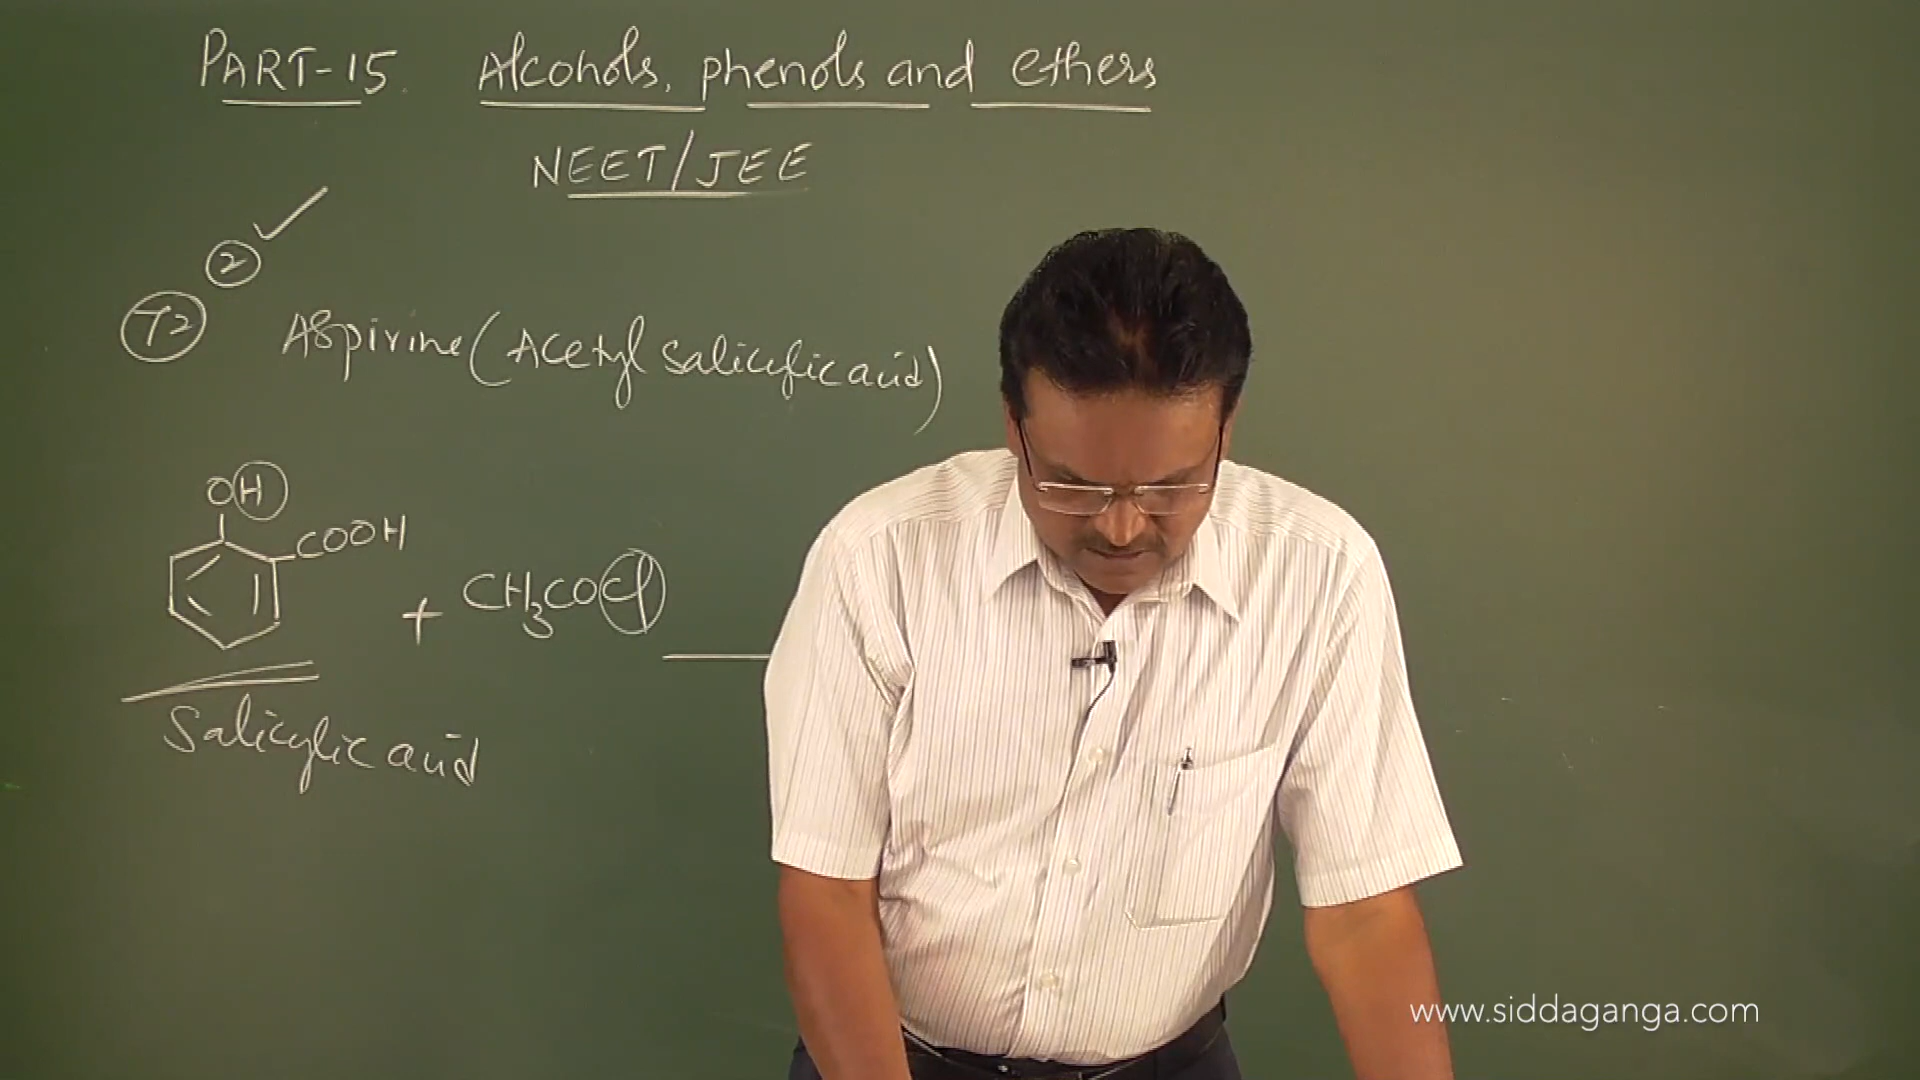 PART-15. Alcohols, phenols and ethers
NEET/JEE
2
72
Aspirine (Acetyl salicylic acid)
OH
COOH
+ CH3COCl
Salicylic acid
www.siddaganga.com